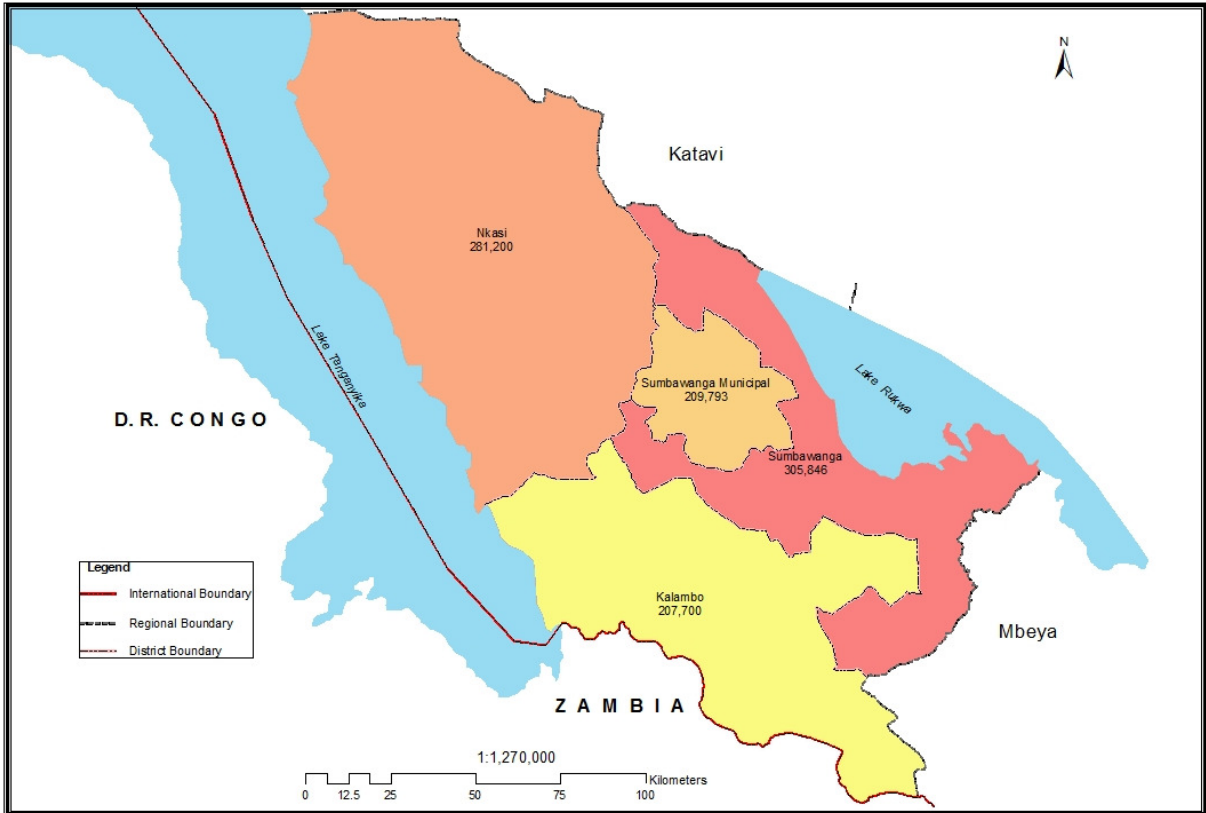 N
Katavi
Nkasi
281,200
Lake Tanganyika
Sumbawanga Municipal
209,793
Lake Rukwa
D. R. CONGO
Sumbawanga
305,846
Legend
International Boundary
Regional Boundary
District Boundary
Kalambo
207,700
Mbeya
ZAMBIA
1:1,270,000
Kilometers
0 12.5 25 50 75 100